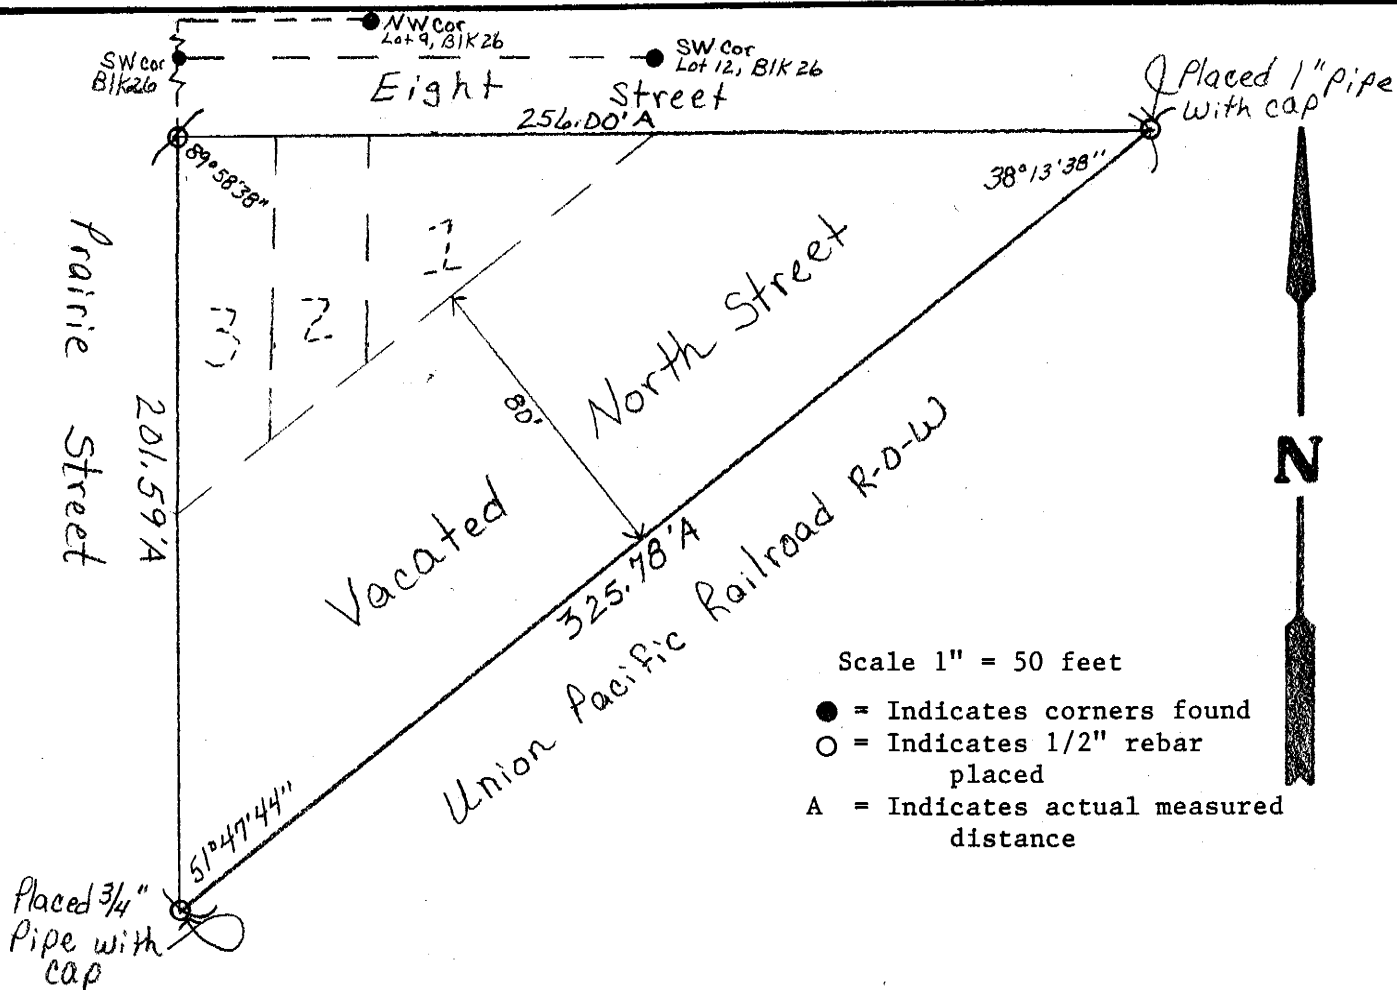 NW Cor
Lot 9, Blk 26
SW cor
Blk 26
SW Cor
Lot 12, Blk 26
Eight Street
256.00' A
Placed 1" Pipe
with cap
89°58'38"
38°13'38"
1
2
3
Prairie Street
201.59' A
80'
North Street
Vacated
325.78' A
Union Pacific Railroad R-O-W
N
51°47'44"
Placed 3/4"
Pipe with
cap
Scale 1" = 50 feet
● = Indicates corners found
○ = Indicates 1/2" rebar
placed
A = Indicates actual measured
distance